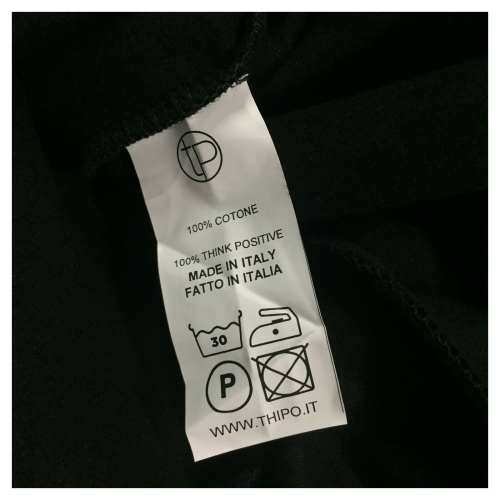 tP
100% COTONE
100% THINK POSITIVE
MADE IN ITALY
FATTO IN ITALIA
30
P
WWW.THIPO.IT